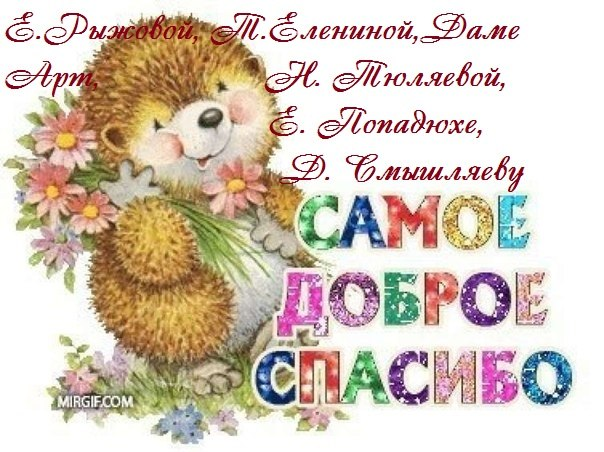 Е.Рыжовой, Т.Елениной,Даме
Арт, Н. Тюляевой,
Е. Попадюхе,
Д. Смышляеву
САМОЕ
ДОБРОЕ
СПАСИБО
MIRGIF.COM